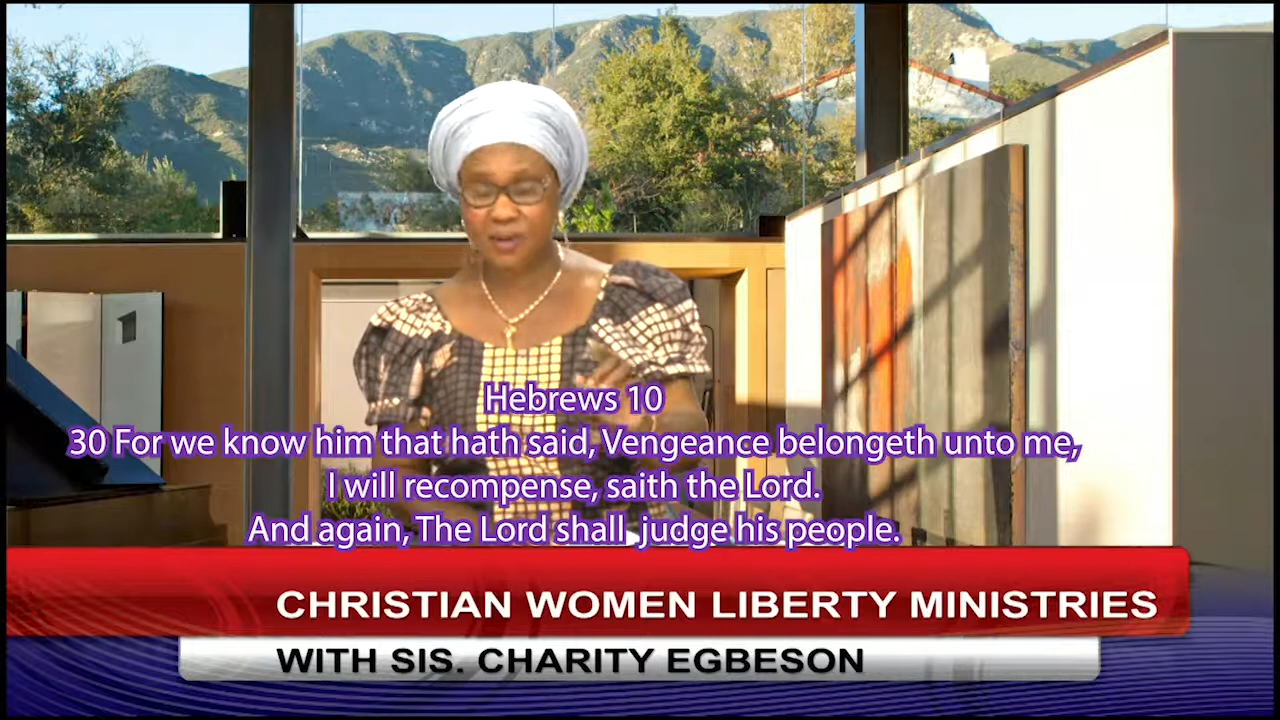 Hebrews 10
30 For we know him that hath said, Vengeance belongeth unto me,
I will recompense, saith the Lord.
And again, The Lord shall judge his people.
CHRISTIAN WOMEN LIBERTY MINISTRIES
WITH SIS. CHARITY EGBESON